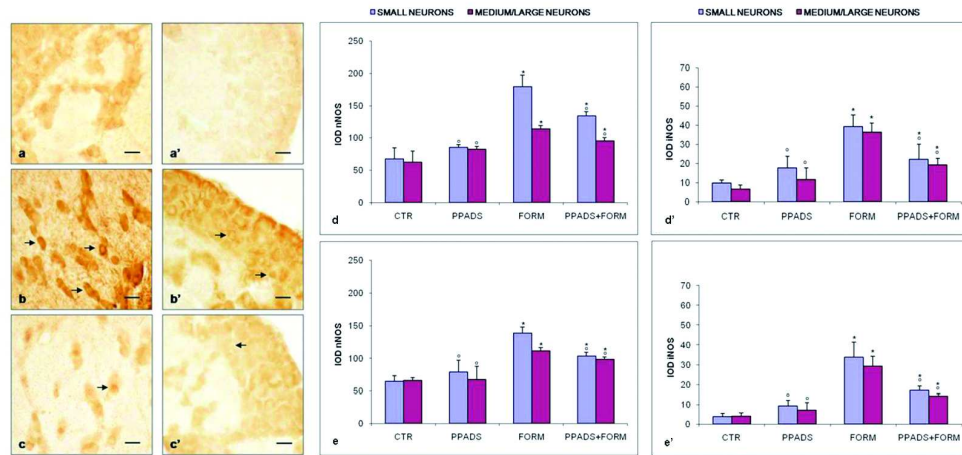 SMALL NEURONS MEDIUM/LARGE NEURONS
SMALL NEURONS MEDIUM/LARGE NEURONS
a
a'
b
b'
c
c'
250
200
150
100
50
0
IOD nNOS
* ° ° * * ° * °
d
CTR PPADS FORM PPADS+FORM
70
60
50
40
30
20
10
0
IOD iNOS
° ° * * * ° * °
d'
CTR PPADS FORM PPADS+FORM
250
200
150
100
50
0
IOD nNOS
° ° * * * ° * °
e
CTR PPADS FORM PPADS+FORM
70
60
50
40
30
20
10
0
IOD iNOS
° ° * * * ° * °
e'
CTR PPADS FORM PPADS+FORM